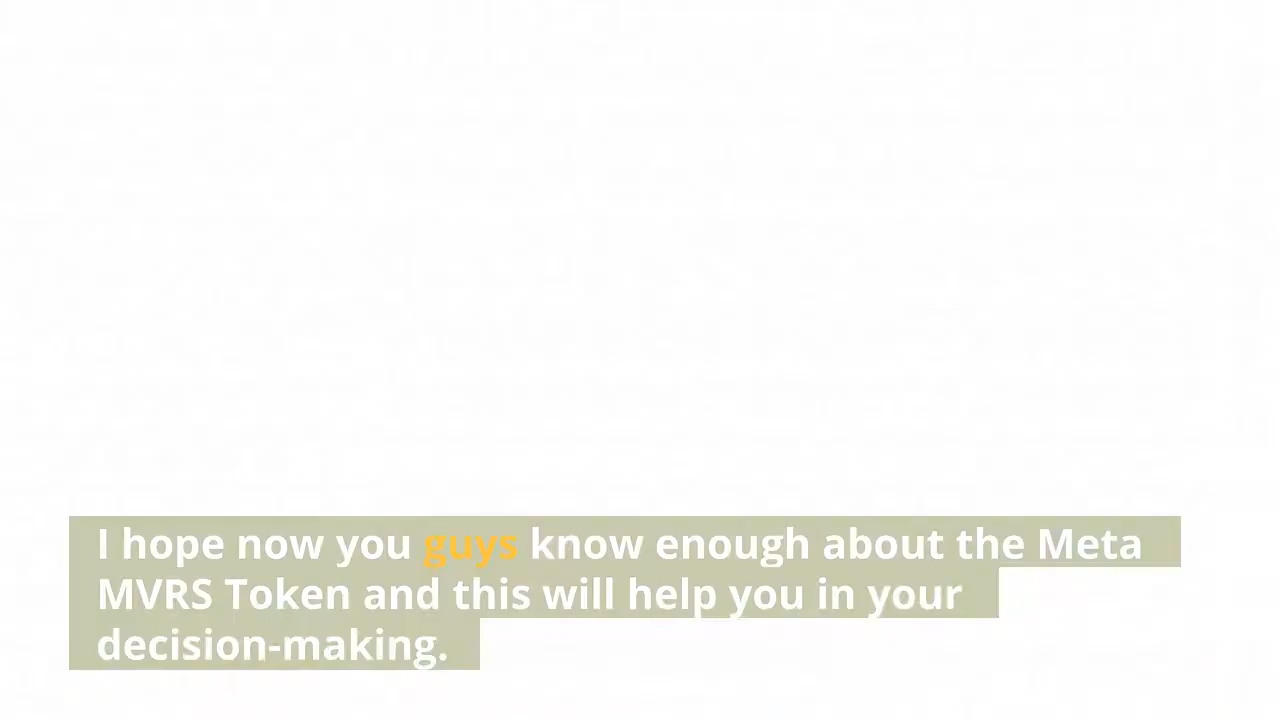 I hope now you guys know enough about the Meta
MVRS Token and this will help you in your
decision-making.